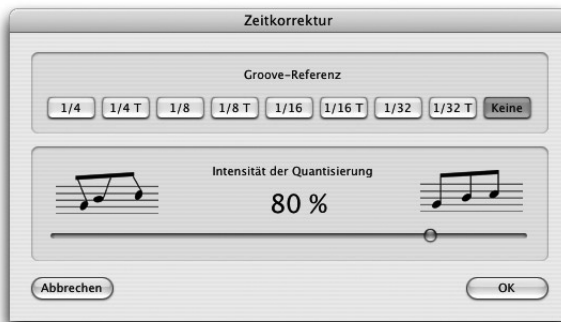 Zeitkorrektur
Groove-Referenz
1/4 1/4 T 1/8 1/8 T 1/16 1/16 T 1/32 1/32 T Keine
Intensität der Quantisierung
80 %
Abbrechen OK